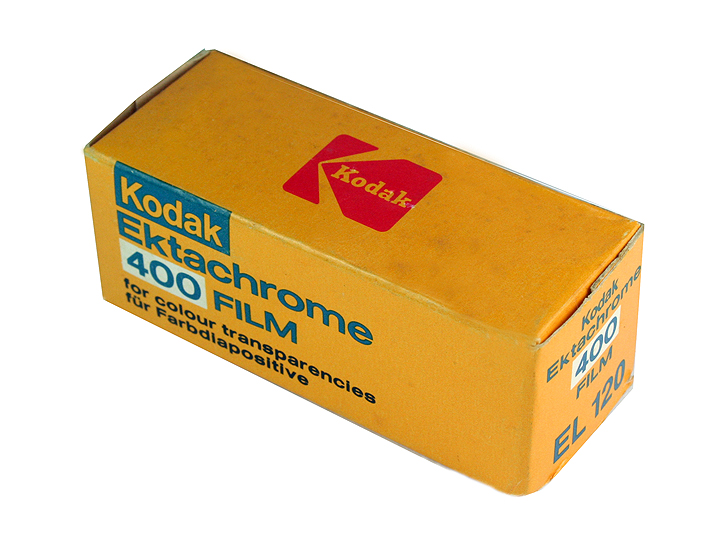 Kodak
Kodak
Ektachrome
400 FILM
for colour transparencies
für Farbdiapositive
Kodak
Ektachrome
400
FILM
EL 120